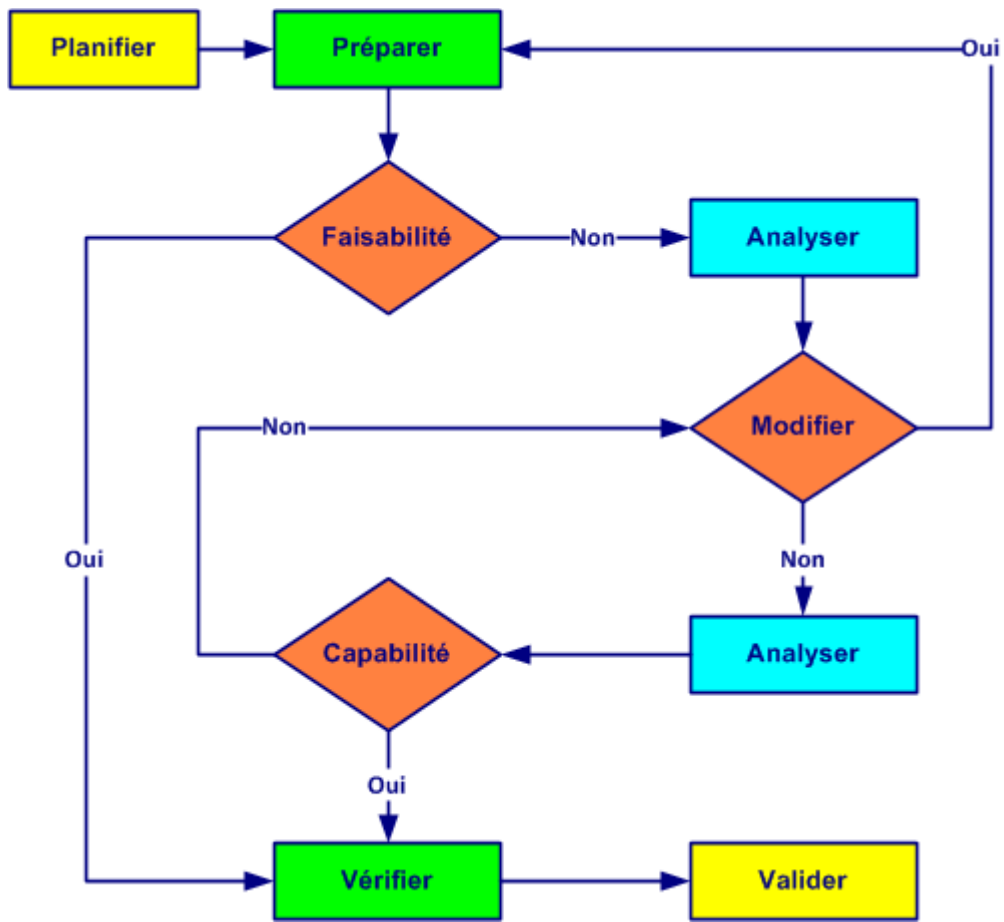 Planifier
Préparer
Oui
Faisabilité
Non
Analyser
Non
Modifier
Oui
Non
Capabilité
Analyser
Oui
Vérifier
Valider